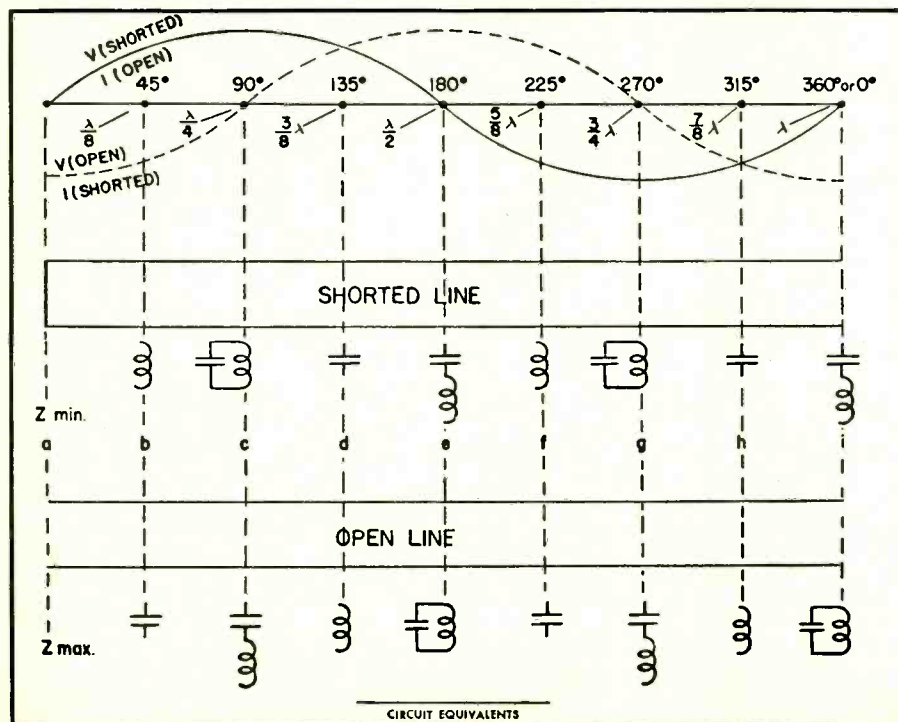 V (SHORTED)
I (OPEN)
45° 90° 135° 180° 225° 270° 315° 360° or 0°
λ/8 λ/4 3/8 λ λ/2 5/8 λ 3/4 λ 7/8 λ λ
V (OPEN)
I (SHORTED)
SHORTED LINE
Z min.
a b c d e f g h i
OPEN LINE
Z max.
CIRCUIT EQUIVALENTS